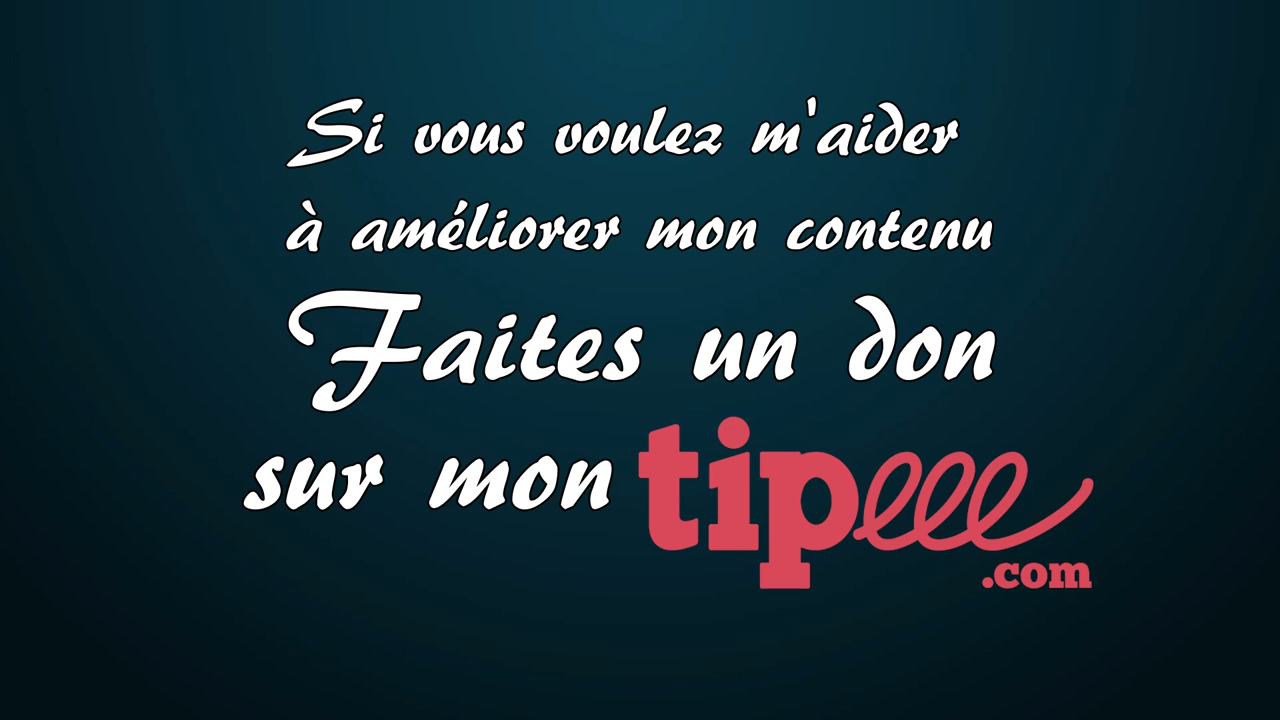 Si vous voulez m'aider
à améliorer mon contenu
Faites un don
sur mon tipeee
.com